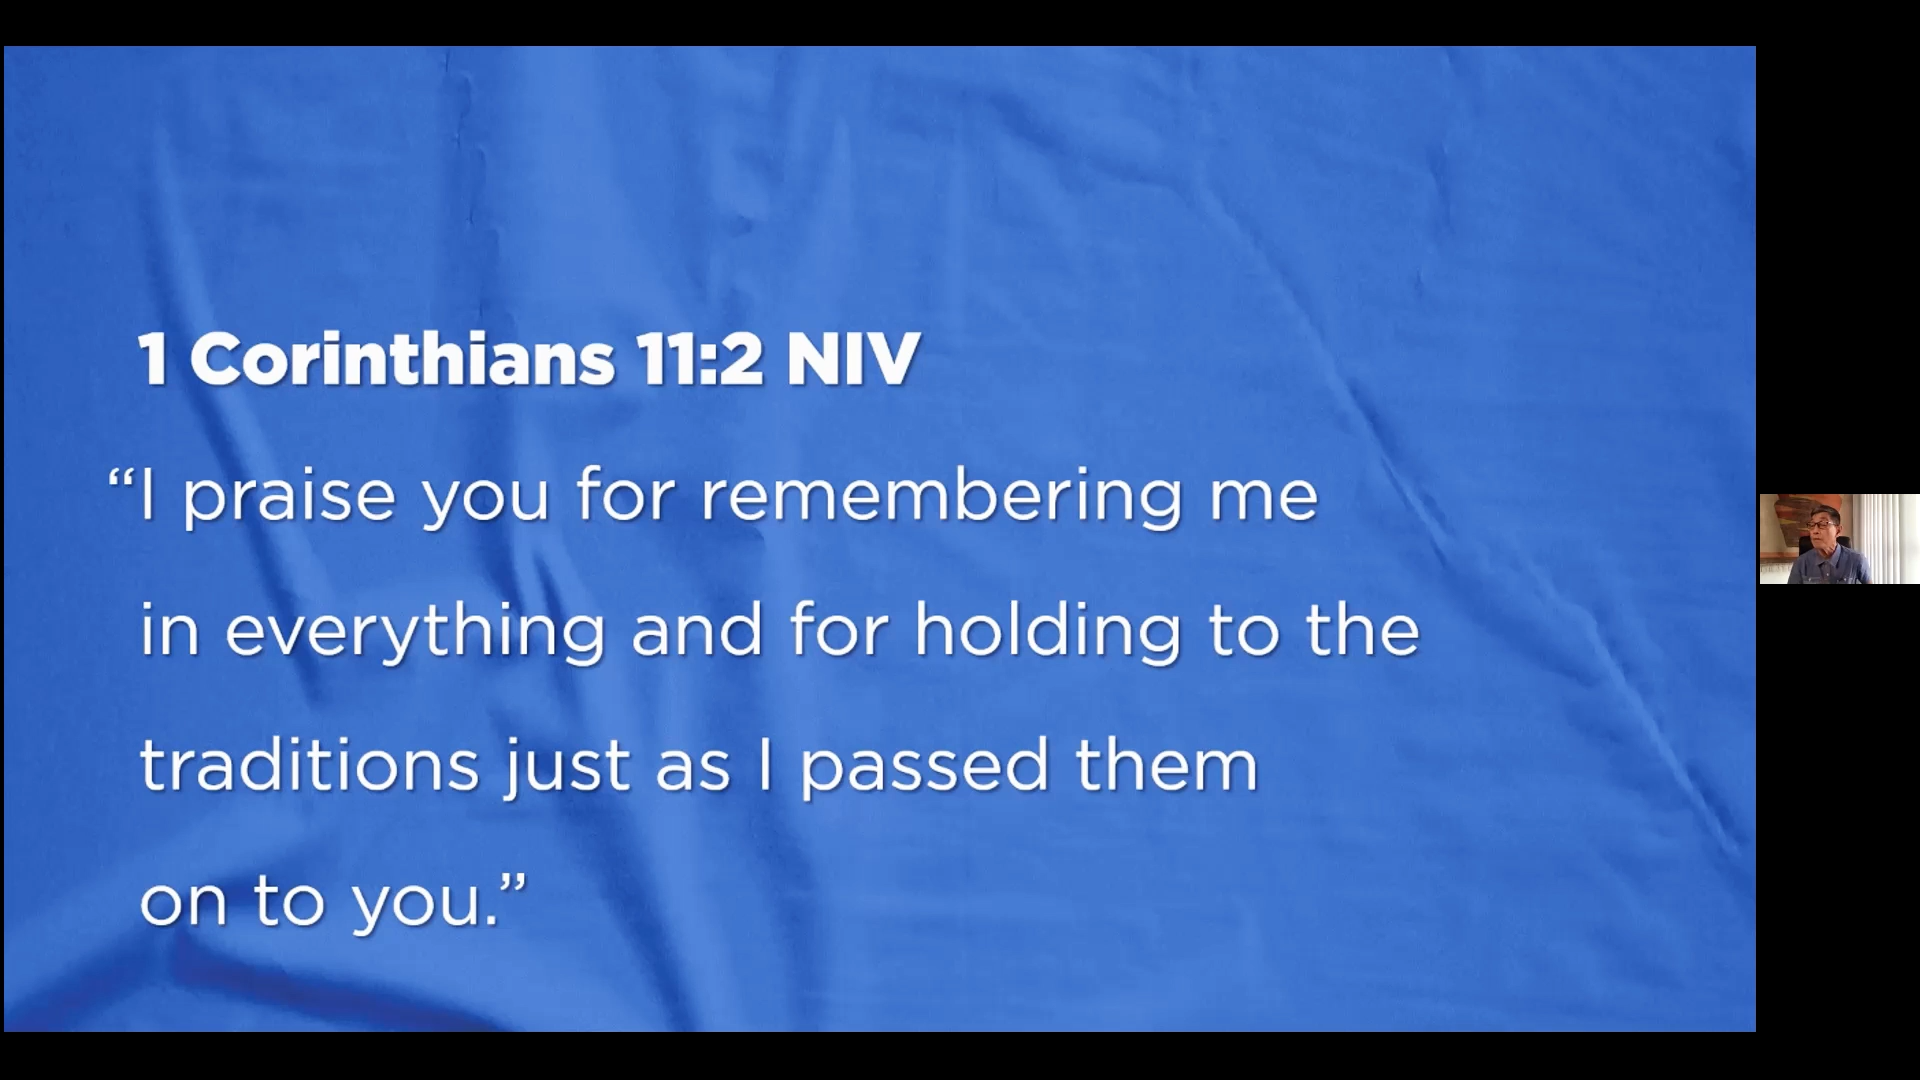 1 Corinthians 11:2 NIV
“I praise you for remembering me
in everything and for holding to the
traditions just as I passed them
on to you.”